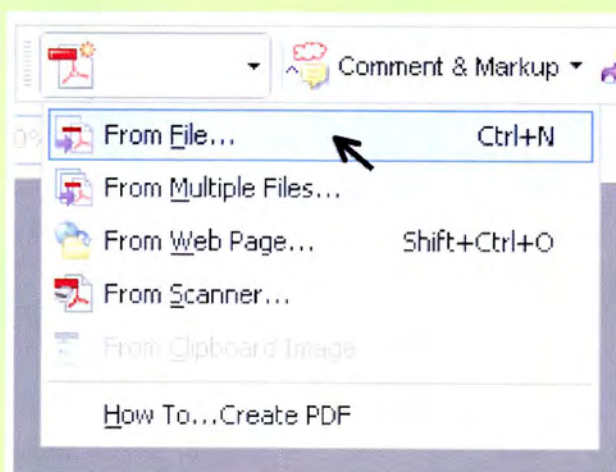 Comment & Markup
From File... Ctrl+N
From Multiple Files...
From Web Page... Shift+Ctrl+O
From Scanner...
From Clipboard Image
How To...Create PDF